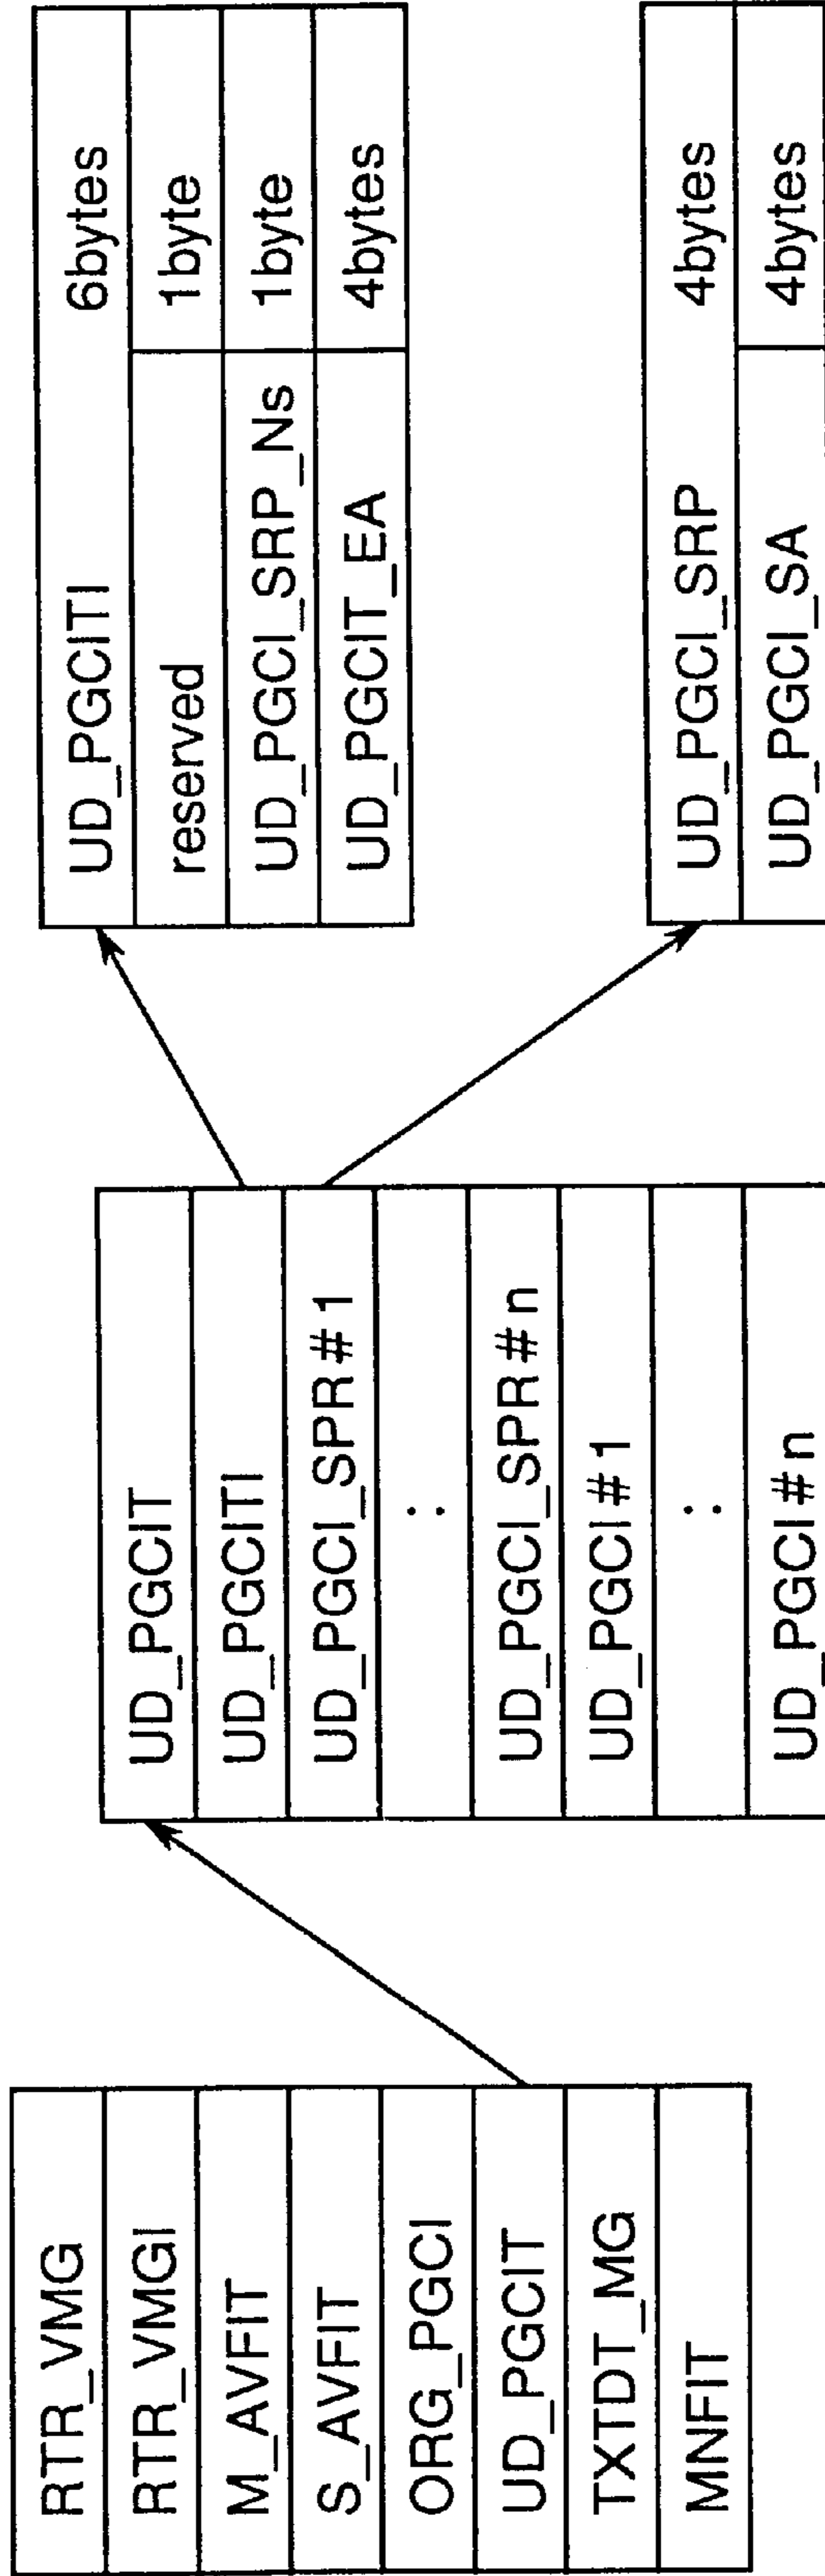 RTR_VMG
RTR_VMGI
M_AVFIT
S_AVFIT
ORG_PGCI
UD_PGCIT
TXTDT_MG
MNFIT
UD_PGCIT
UD_PGCITI
UD_PGCI_SPR#1
:
UD_PGCI_SPR#n
UD_PGCI#1
:
UD_PGCI#n
UD_PGCITI 6bytes
reserved 1byte
UD_PGCI_SRP_Ns 1byte
UD_PGCIT_EA 4bytes
UD_PGCI_SRP 4bytes
UD_PGCI_SA 4bytes